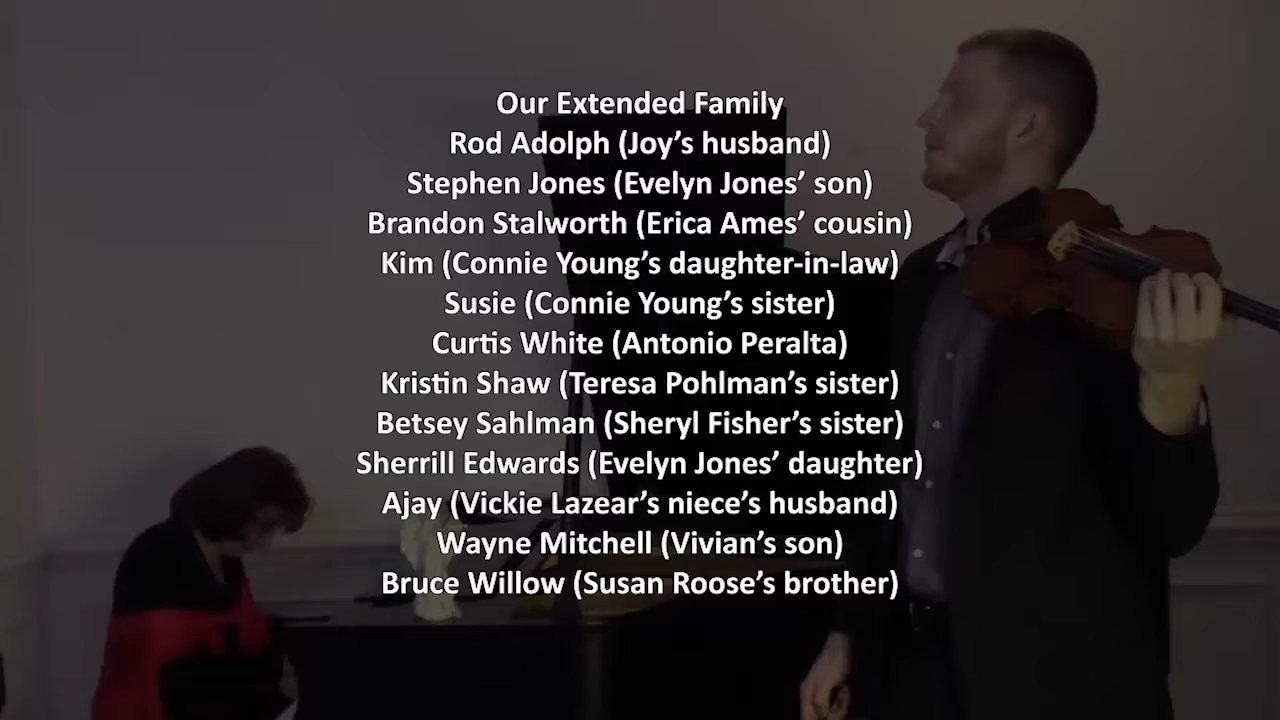 Our Extended Family
Rod Adolph (Joy’s husband)
Stephen Jones (Evelyn Jones’ son)
Brandon Stalworth (Erica Ames’ cousin)
Kim (Connie Young’s daughter-in-law)
Susie (Connie Young’s sister)
Curtis White (Antonio Peralta)
Kristin Shaw (Teresa Pohlman’s sister)
Betsey Sahlman (Sheryl Fisher’s sister)
Sherrill Edwards (Evelyn Jones’ daughter)
Ajay (Vickie Lazear’s niece’s husband)
Wayne Mitchell (Vivian’s son)
Bruce Willow (Susan Roose’s brother)